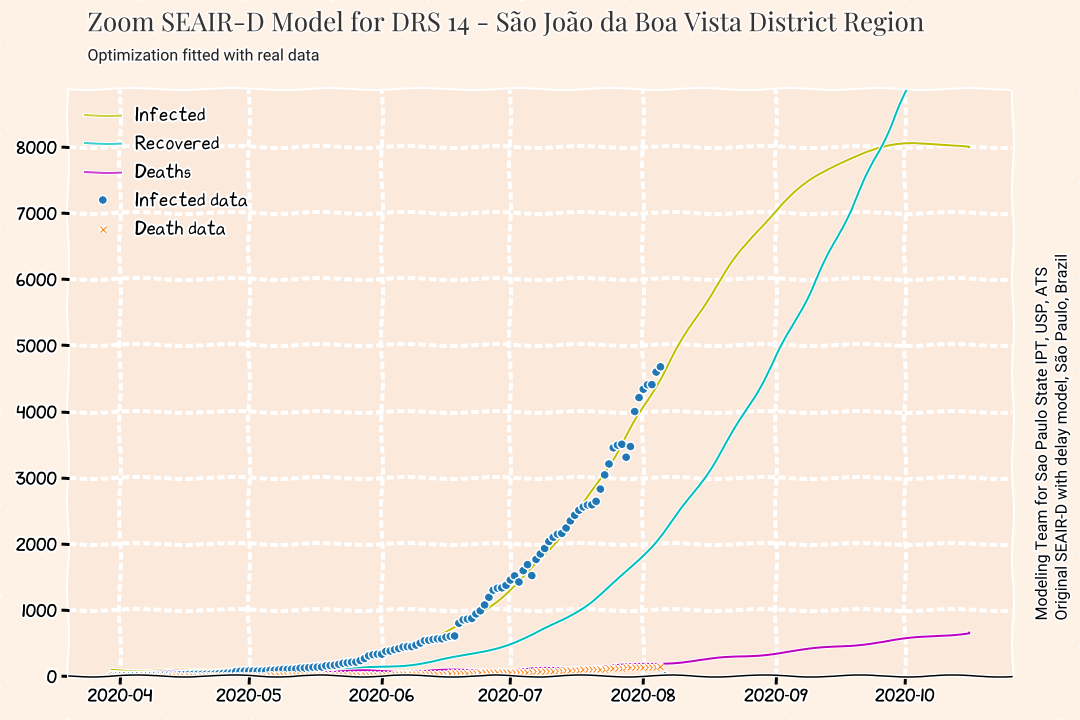 Zoom SEAIR-D Model for DRS 14 - São João da Boa Vista District Region
Optimization fitted with real data
Infected
Recovered
Deaths
Infected data
Death data
8000
7000
6000
5000
4000
3000
2000
1000
0
2020-04
2020-05
2020-06
2020-07
2020-08
2020-09
2020-10
Modeling Team for Sao Paulo State IPT, USP, ATS
Original SEAIR-D with delay model, São Paulo, Brazil